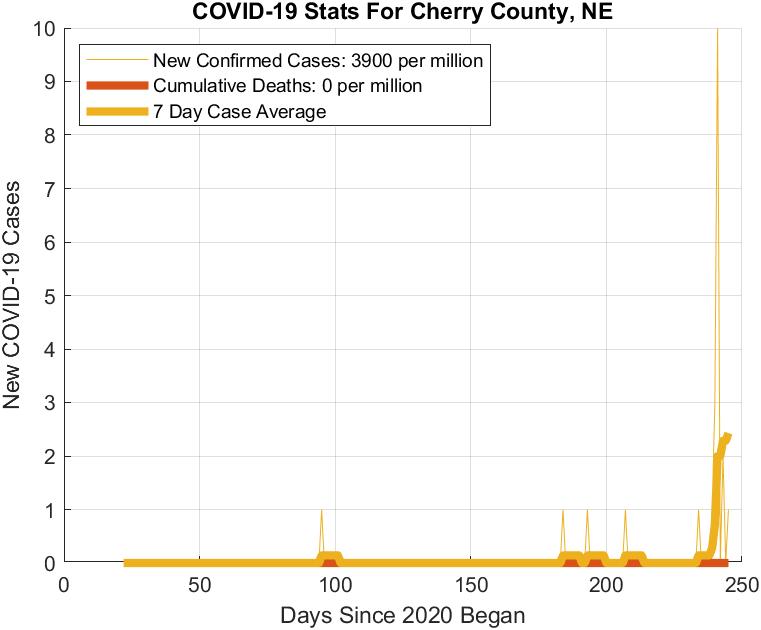 COVID-19 Stats For Cherry County, NE
New Confirmed Cases: 3900 per million
Cumulative Deaths: 0 per million
7 Day Case Average
New COVID-19 Cases
10
9
8
7
6
5
4
3
2
1
0
0 50 100 150 200 250
Days Since 2020 Began